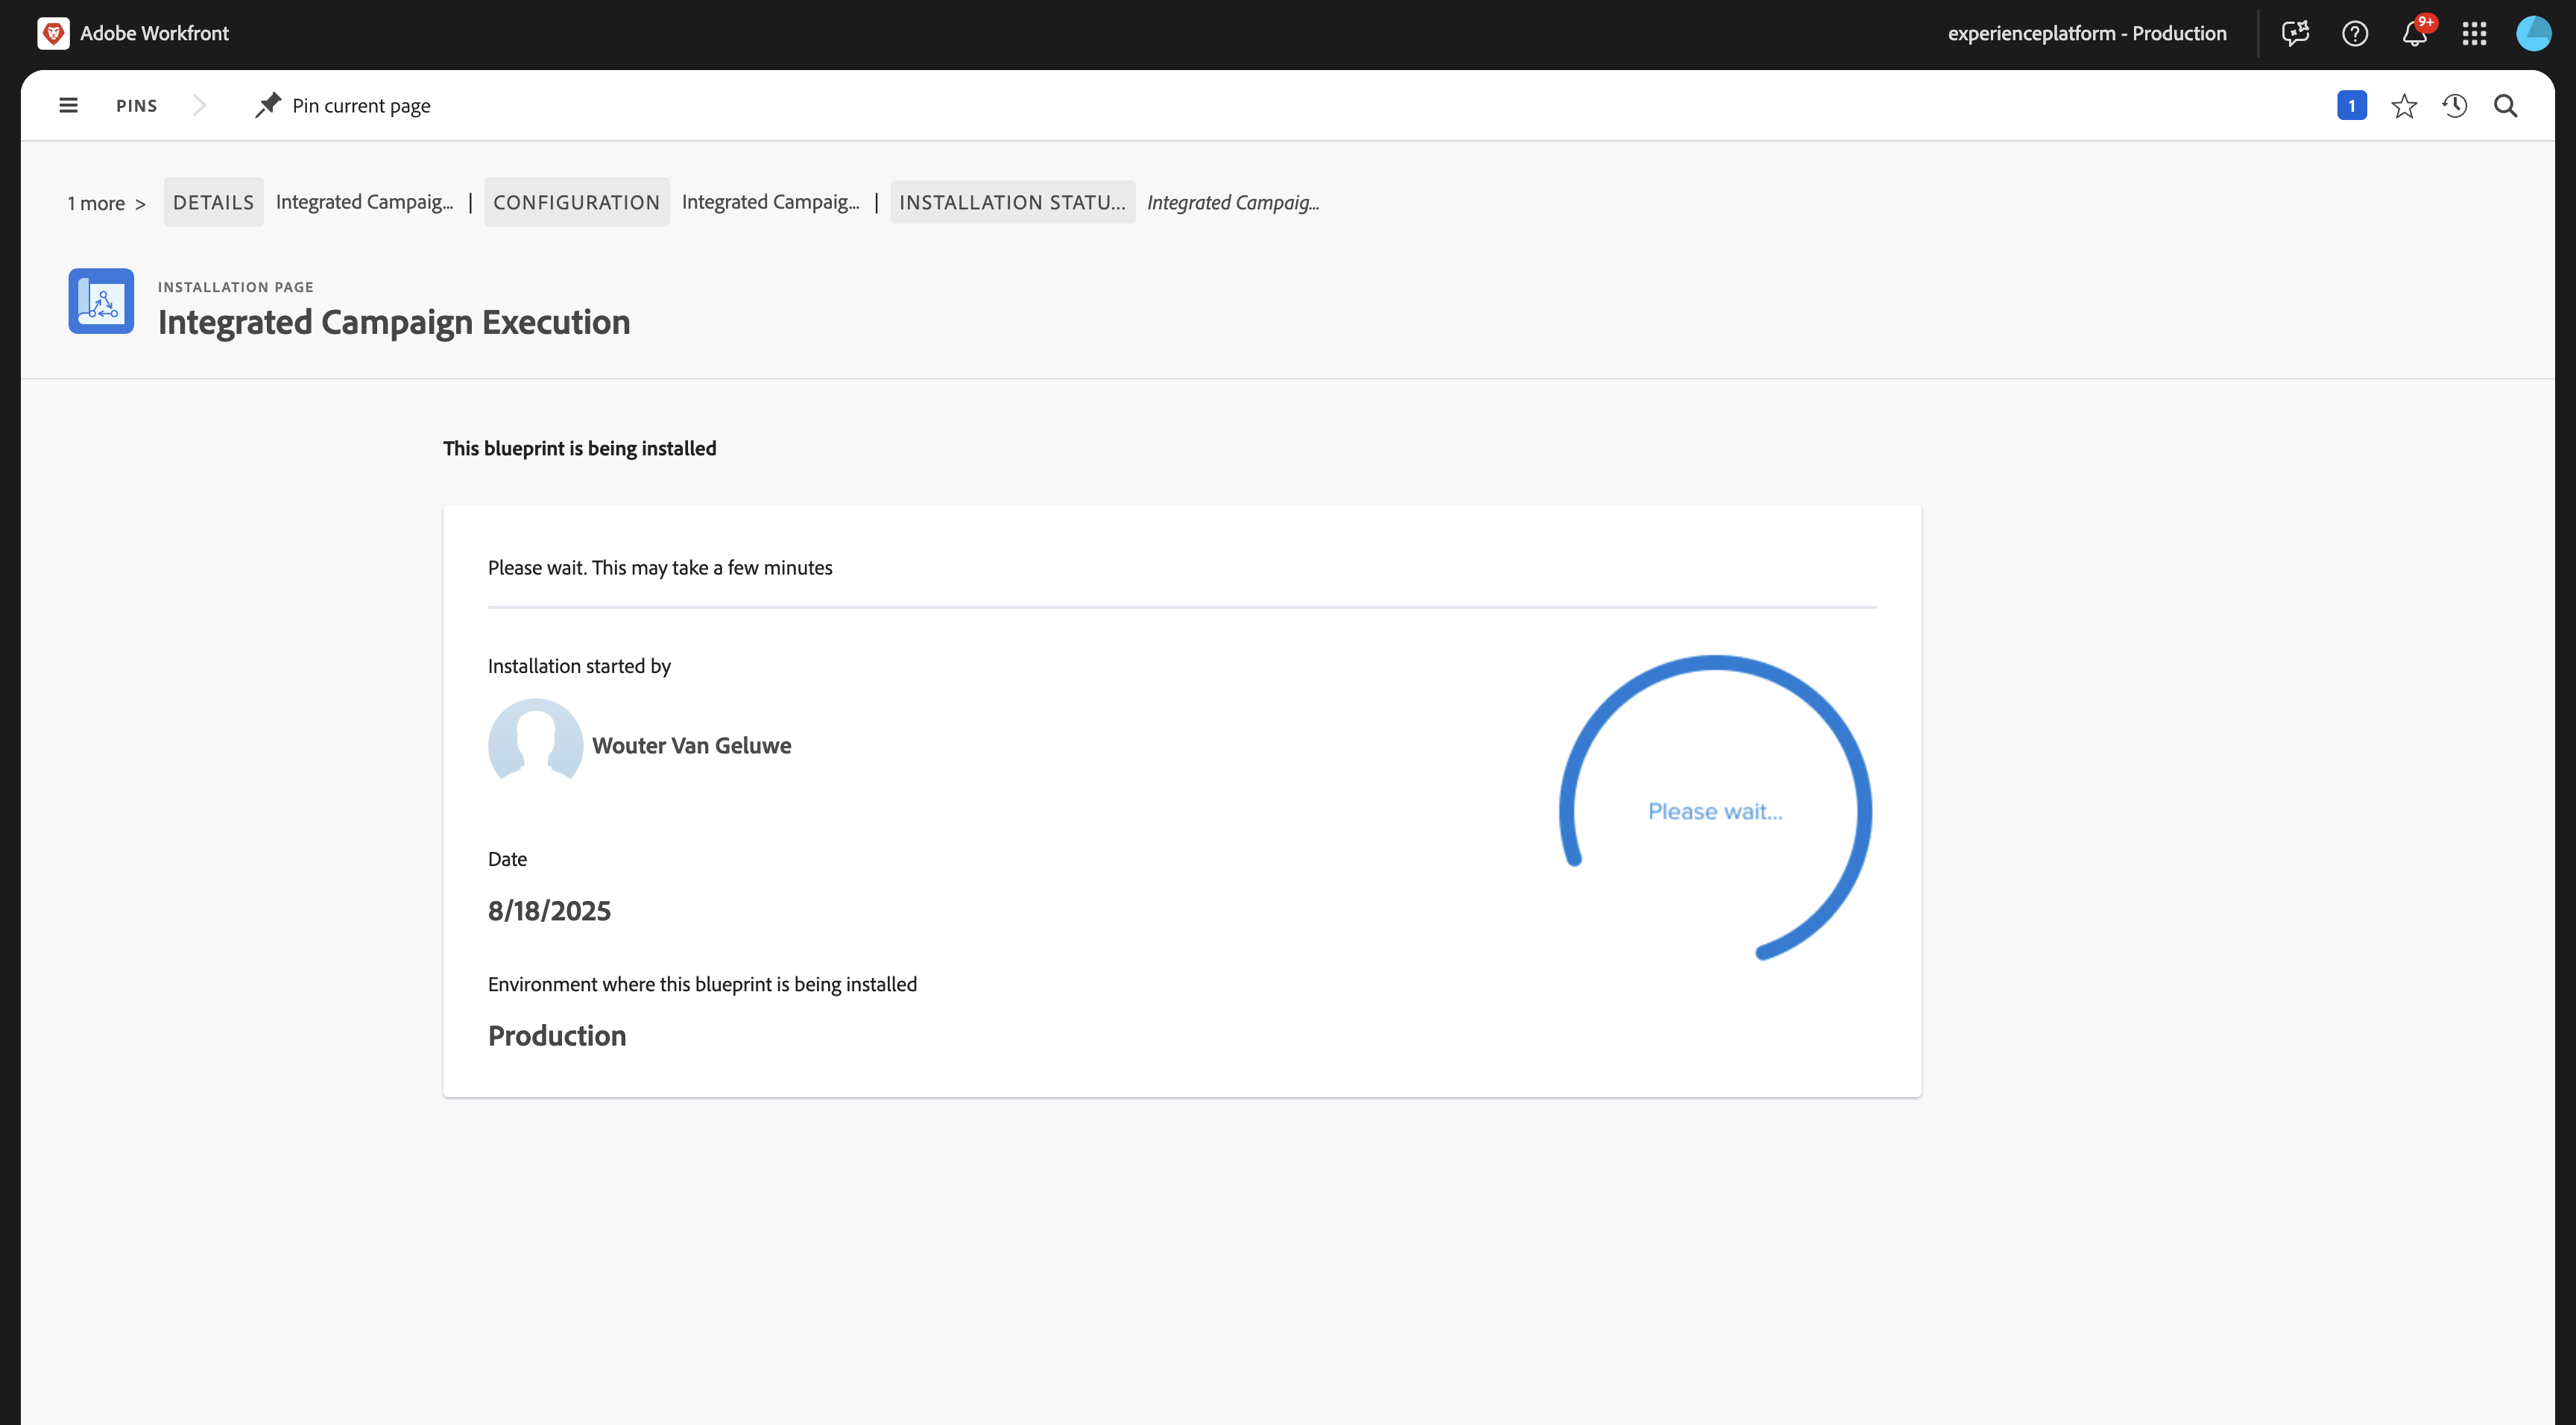 Adobe Workfront
experienceplatform - Production
9+
PINS
Pin current page
1
1 more >
DETAILS Integrated Campaig... | CONFIGURATION Integrated Campaig... | INSTALLATION STATU... Integrated Campaig...
INSTALLATION PAGE
Integrated Campaign Execution
This blueprint is being installed
Please wait. This may take a few minutes
Installation started by
Wouter Van Geluwe
Please wait...
Date
8/18/2025
Environment where this blueprint is being installed
Production